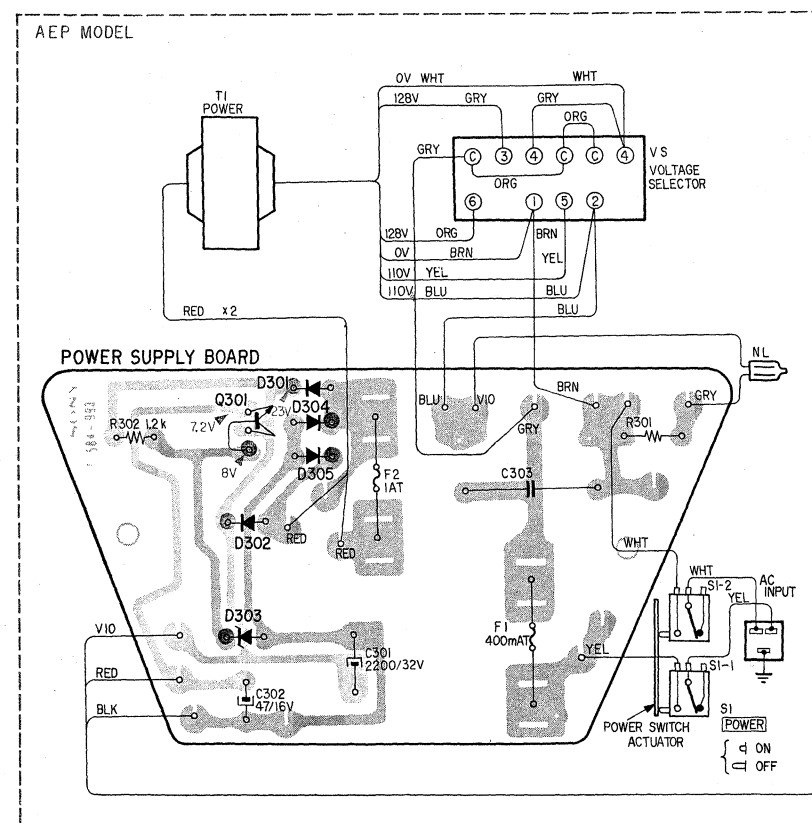 AEP MODEL
T1
POWER
0V WHT
WHT
128V GRY
GRY
ORG
GRY
C 3 4 C C 4
ORG
6 1 5 2
VS
VOLTAGE
SELECTOR
128V ORG
BRN
0V BRN
YEL
110V YEL
110V BLU
BLU
BLU
RED X2
NL
POWER SUPPLY BOARD
D301
Q301
23V
D304
7.2V
R302 1.2k
8V
D305
F2
1AT
BLU
VIO
BRN
GRY
GRY
R301
C303
D302
RED
RED
WHT
WHT
S1-2
YEL
AC
INPUT
D303
VIO
C301
2200/32V
F1
400mAT
YEL
S1-1
RED
C302
47/16V
BLK
S1
POWER
POWER SWITCH
ACTUATOR
ON
OFF